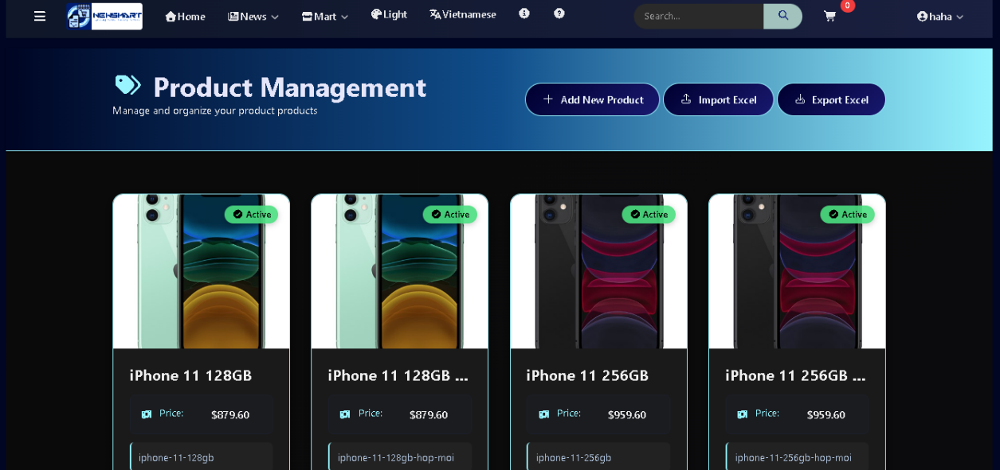 NEWSMART
Home
News
Mart
Light
Vietnamese
Search...
0
haha
Product Management
Manage and organize your product products
Add New Product
Import Excel
Export Excel
Active
Active
Active
Active
iPhone 11 128GB
iPhone 11 128GB ...
iPhone 11 256GB
iPhone 11 256GB ...
Price: $879.60
Price: $879.60
Price: $959.60
Price: $959.60
iphone-11-128gb
iphone-11-128gb-hop-moi
iphone-11-256gb
iphone-11-256gb-hop-moi